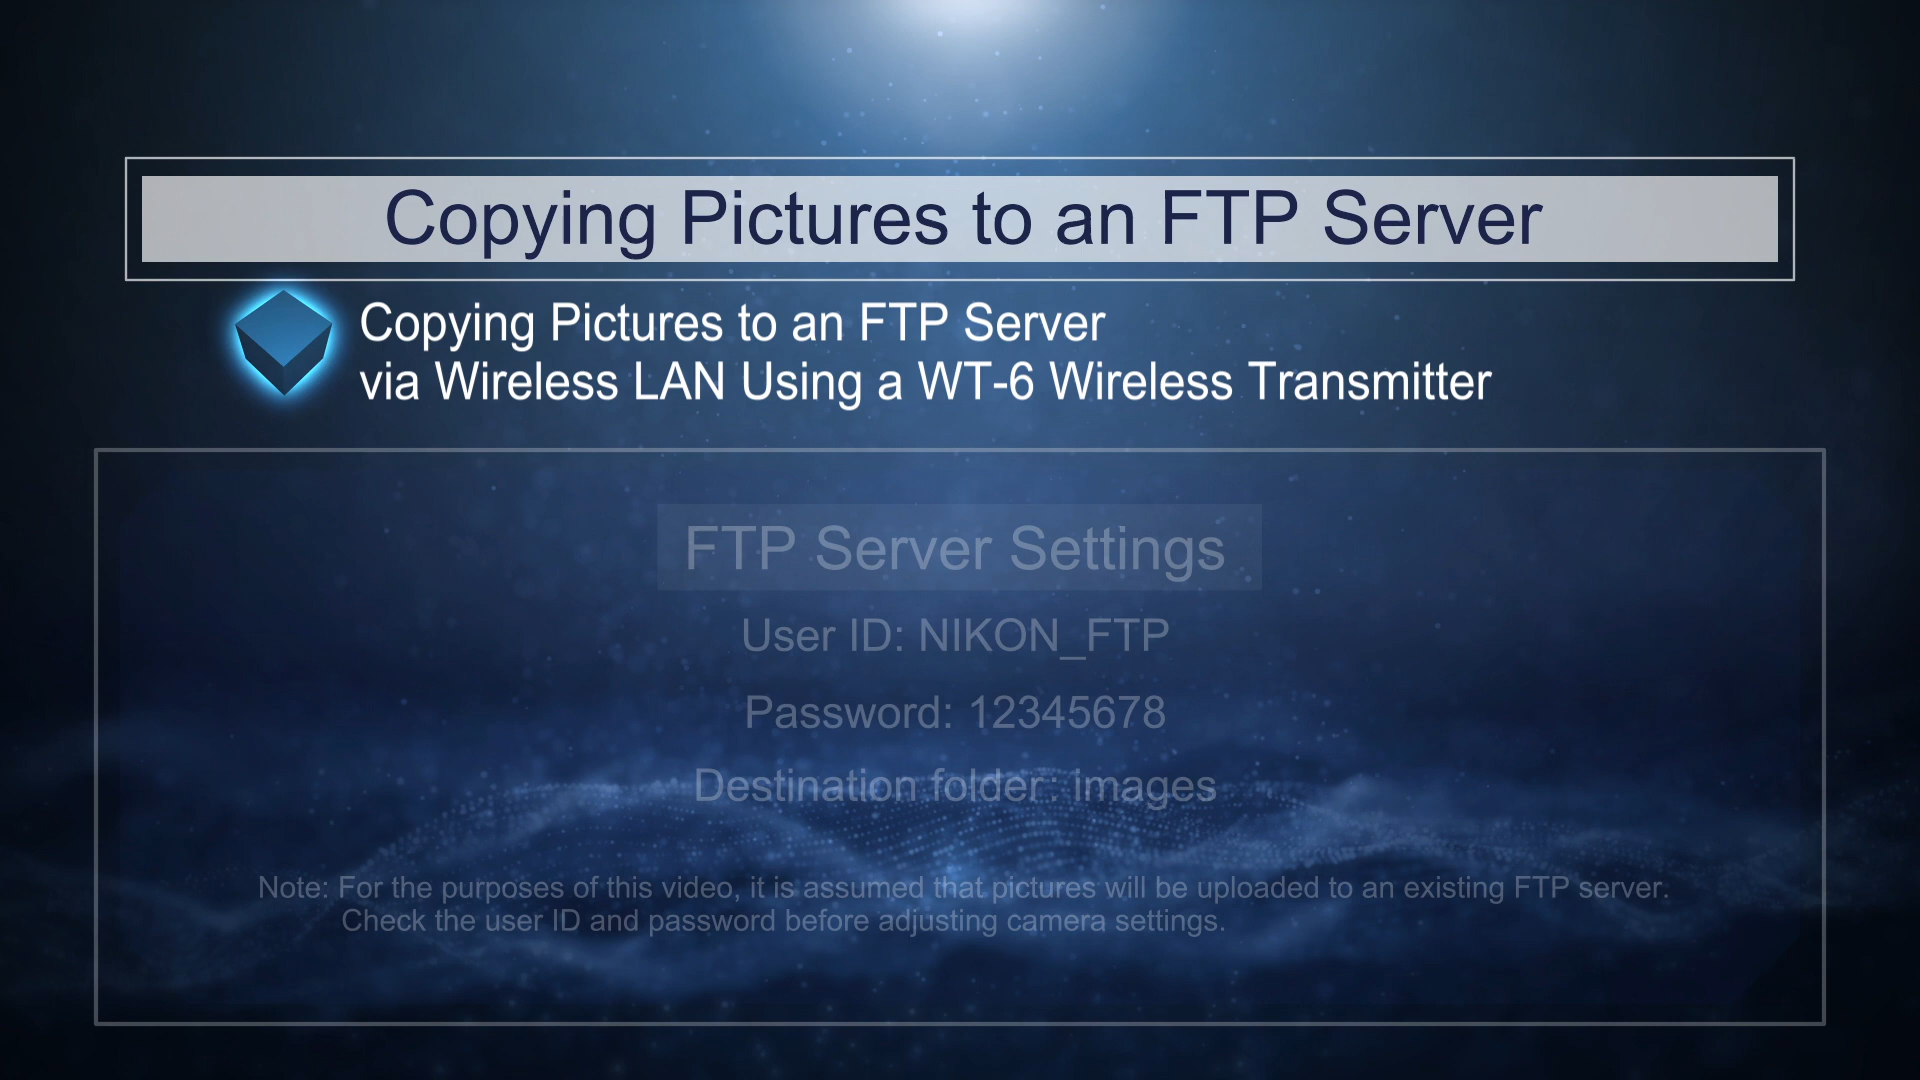 Copying Pictures to an FTP Server
Copying Pictures to an FTP Server
via Wireless LAN Using a WT-6 Wireless Transmitter
FTP Server Settings
User ID: NIKON_FTP
Password: 12345678
Destination folder: images
Note: For the purposes of this video, it is assumed that pictures will be uploaded to an existing FTP server.
Check the user ID and password before adjusting camera settings.